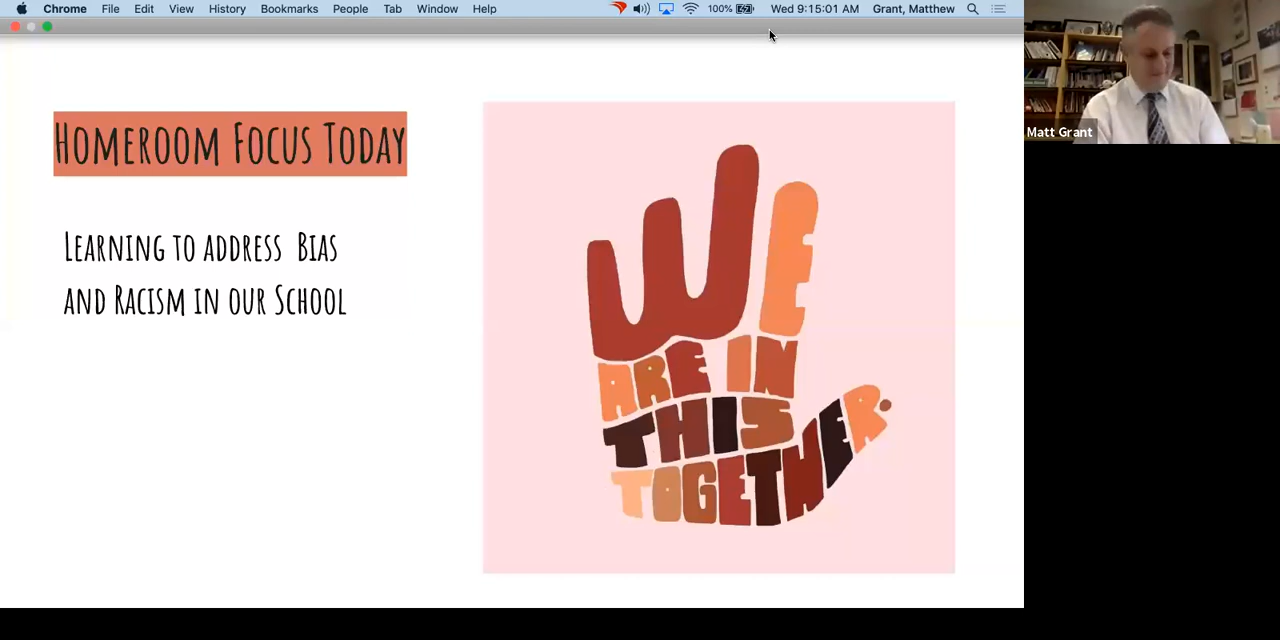 Chrome File Edit View History Bookmarks People Tab Window Help 100% Wed 9:15:01 AM Grant, Matthew
Matt Grant
Homeroom Focus Today
Learning to address Bias
and Racism in our School
WE
ARE IN
THIS
TOGETHER.